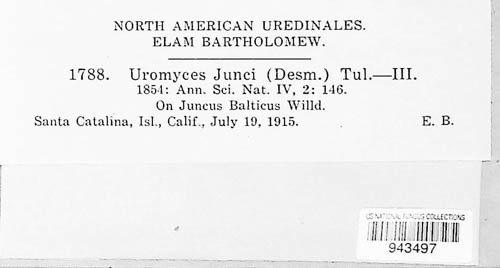 NORTH AMERICAN UREDINALES.
ELAM BARTHOLOMEW.
1788. Uromyces Junci (Desm.) Tul.—III.
1854: Ann. Sci. Nat. IV, 2: 146.
On Juncus Balticus Willd.
Santa Catalina, Isl., Calif., July 19, 1915. E. B.
US NATIONAL FUNGUS COLLECTIONS
943497